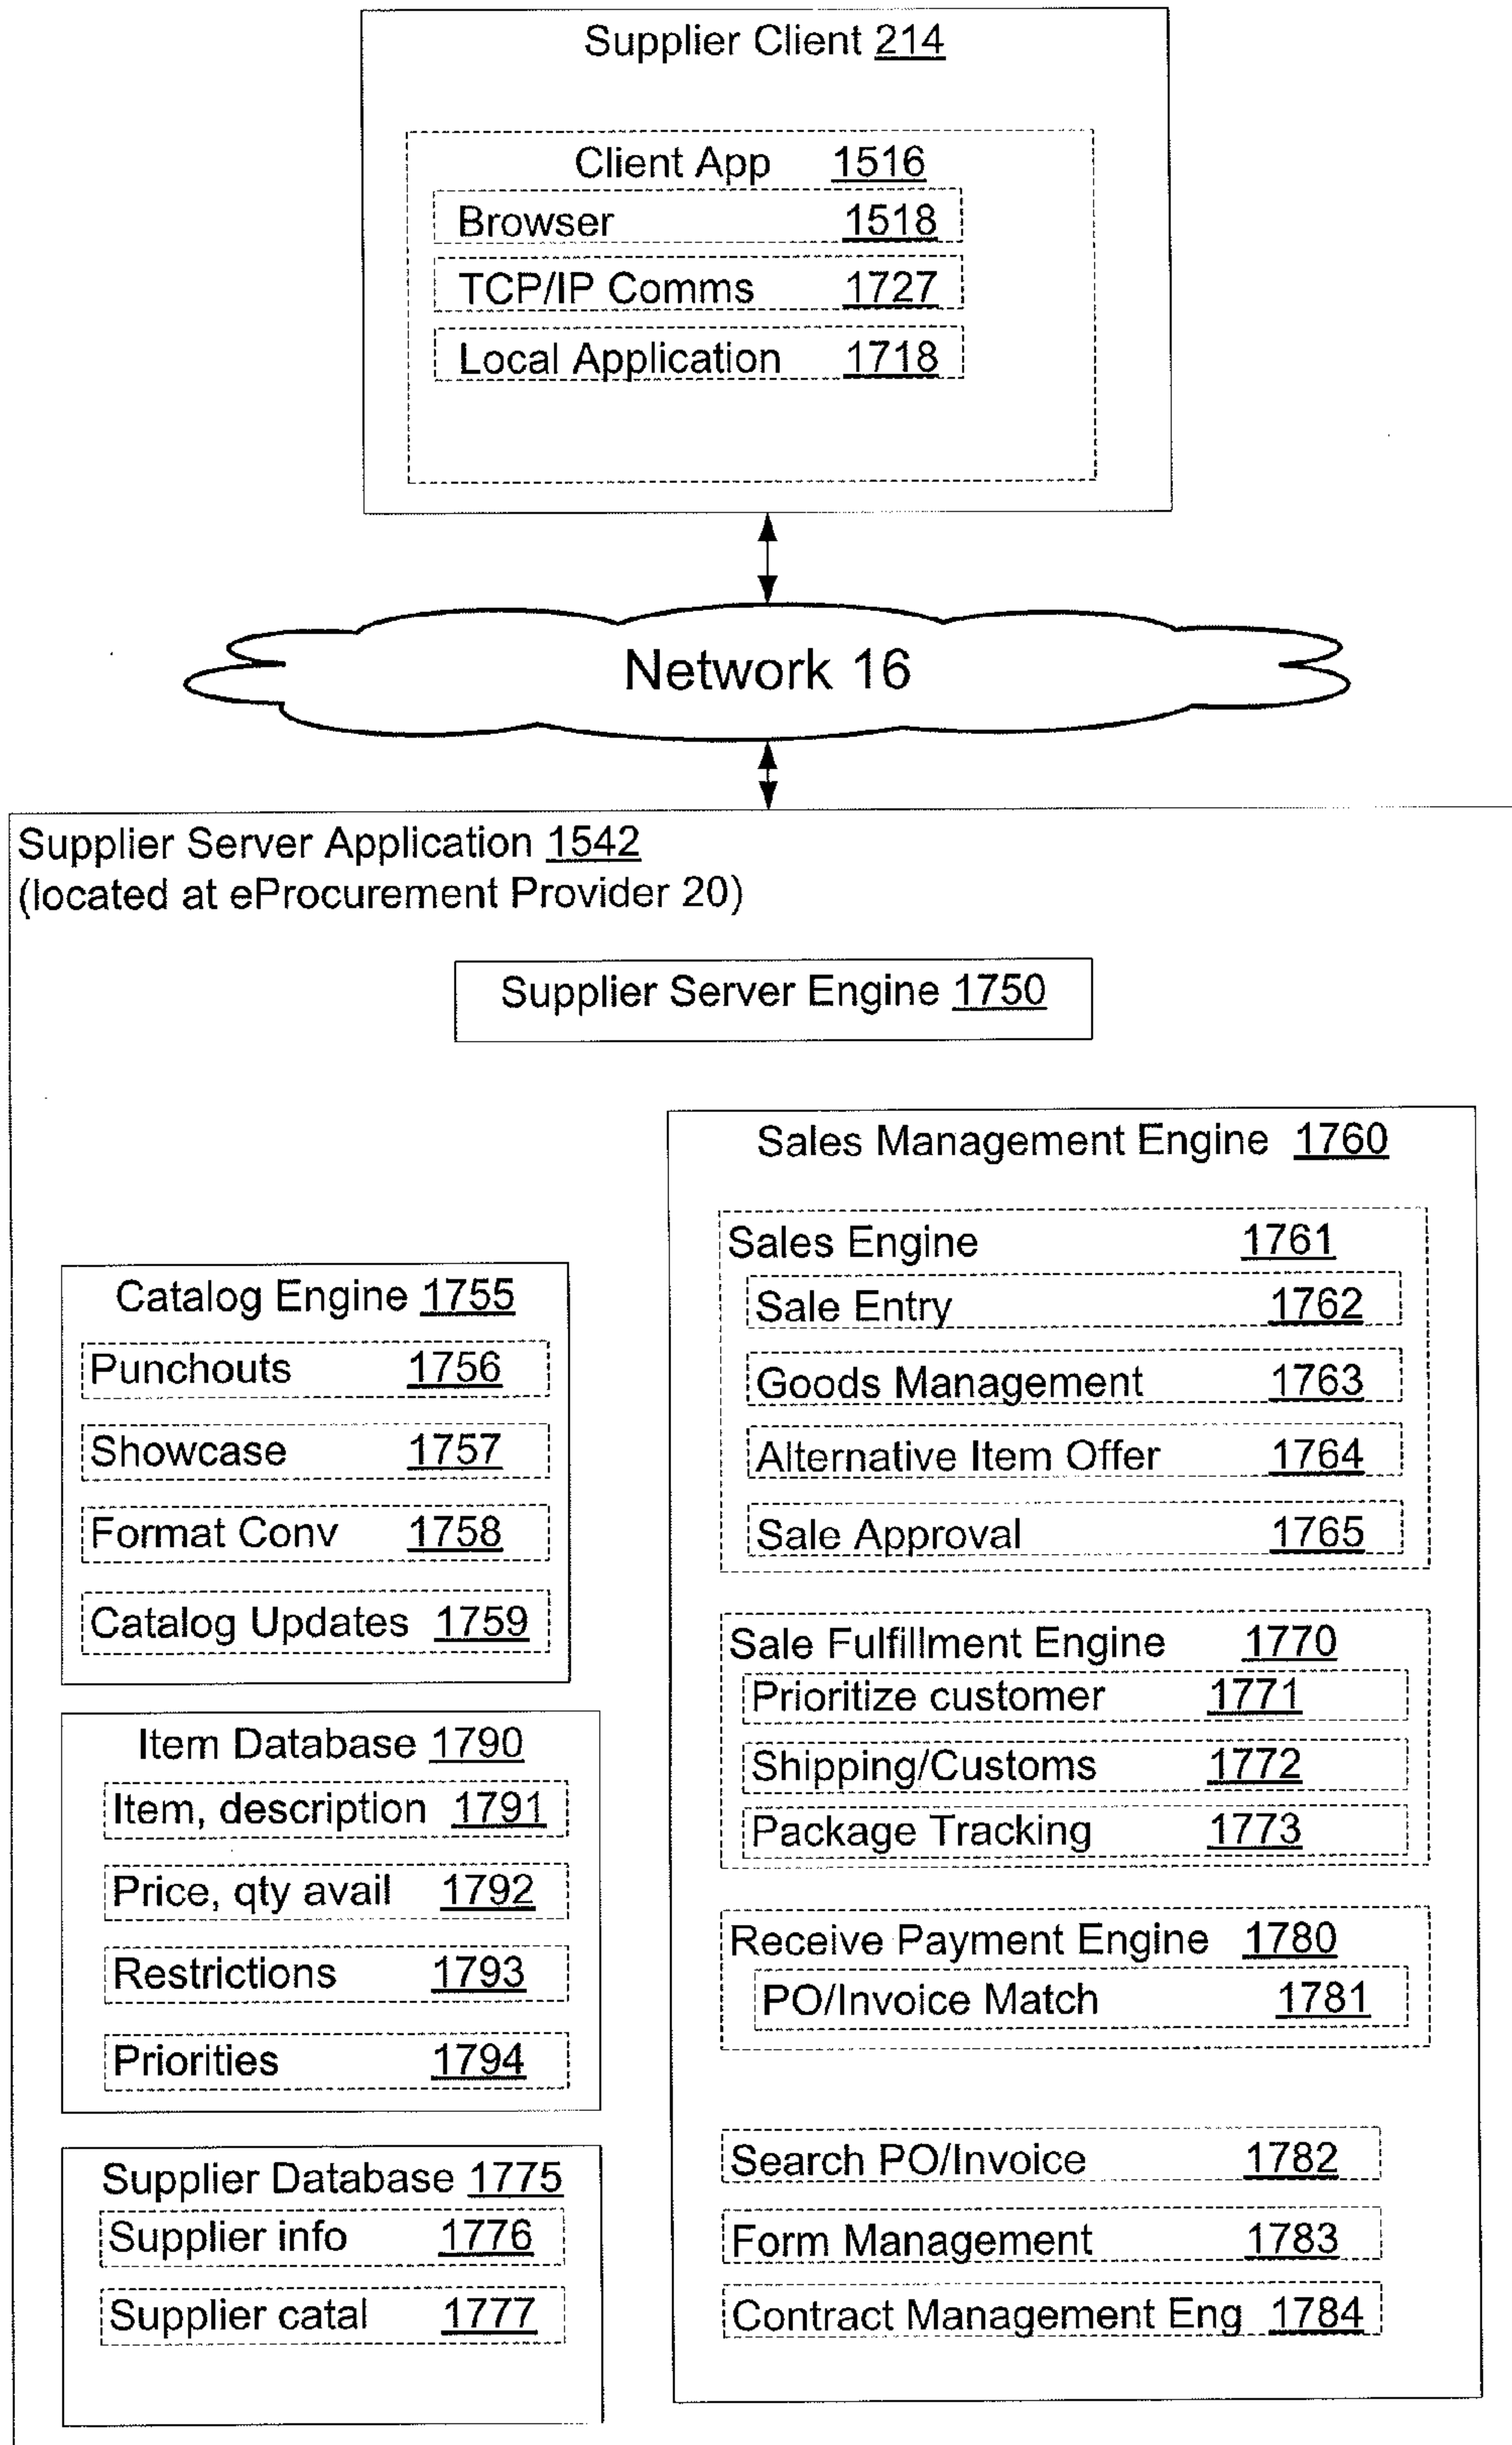 Supplier Client 214
Client App 1516
Browser 1518
TCP/IP Comms 1727
Local Application 1718
Network 16
Supplier Server Application 1542
(located at eProcurement Provider 20)
Supplier Server Engine 1750
Catalog Engine 1755
Punchouts 1756
Showcase 1757
Format Conv 1758
Catalog Updates 1759
Item Database 1790
Item, description 1791
Price, qty avail 1792
Restrictions 1793
Priorities 1794
Supplier Database 1775
Supplier info 1776
Supplier catal 1777
Sales Management Engine 1760
Sales Engine 1761
Sale Entry 1762
Goods Management 1763
Alternative Item Offer 1764
Sale Approval 1765
Sale Fulfillment Engine 1770
Prioritize customer 1771
Shipping/Customs 1772
Package Tracking 1773
Receive Payment Engine 1780
PO/Invoice Match 1781
Search PO/Invoice 1782
Form Management 1783
Contract Management Eng 1784